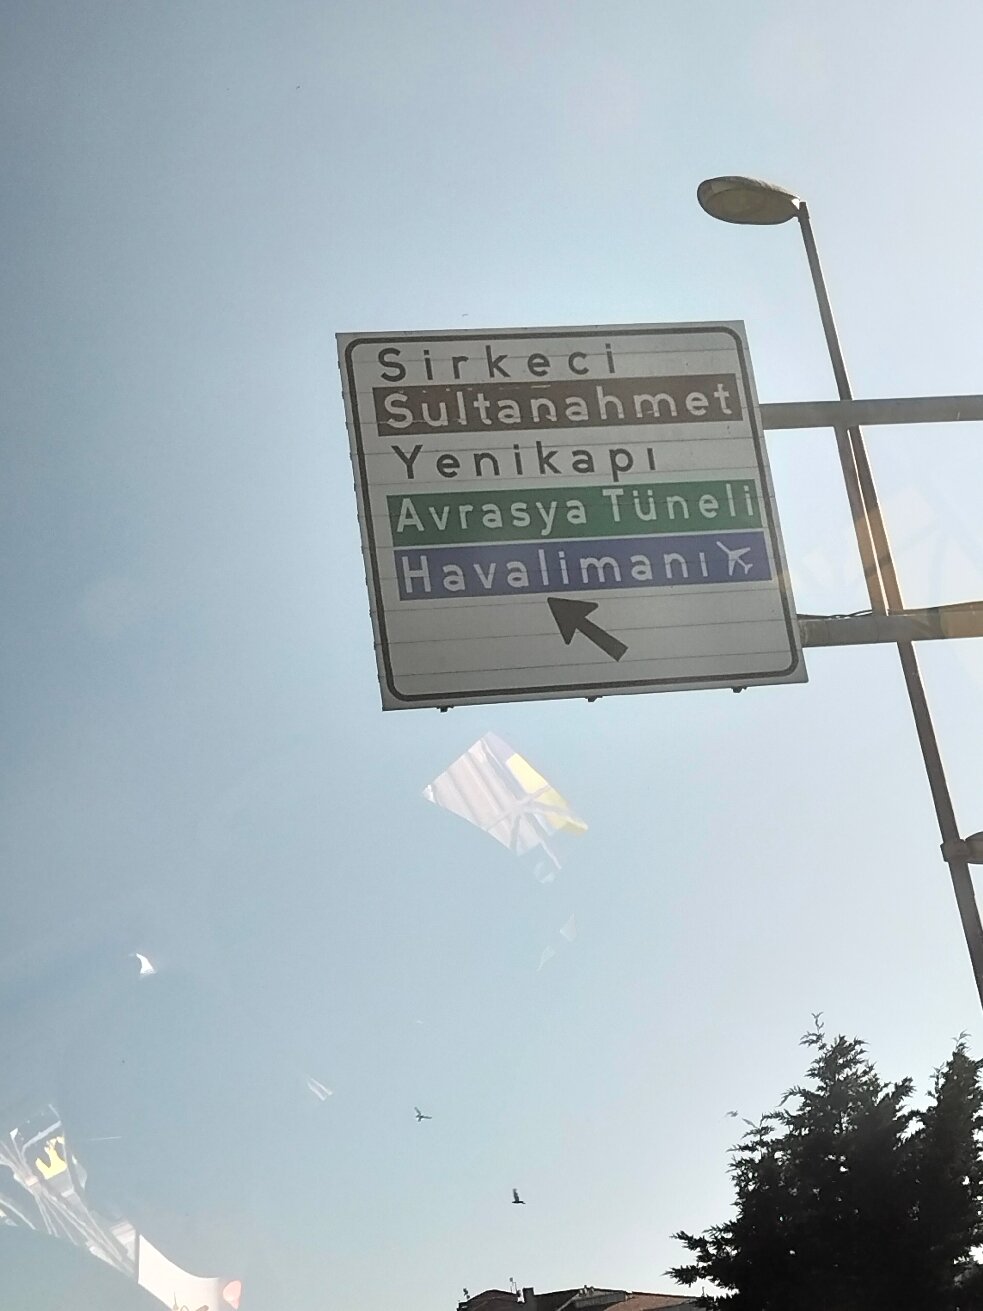 Sirkeci
Sultanahmet
Yenikapı
Avrasya Tüneli
Havalimanı